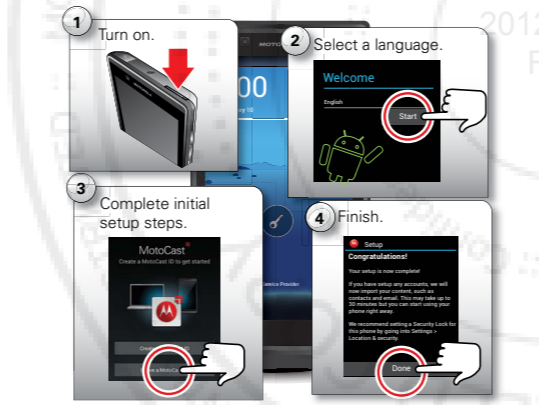 1
Turn on.
2
Select a language.
Welcome
English
Start
3
Complete initial
setup steps.
MotoCast
Create a MotoCast ID to get started
4
Finish.
Setup
Congratulations!
Your setup is now complete!
If you have setup any accounts, we will
now import your content, such as
contacts and email. This may take up to
30 minutes but you can start using your
phone right away.
We recommend setting a Security Lock for
this phone by going into Settings >
Location & security.
Done
00
Service Provider
2012